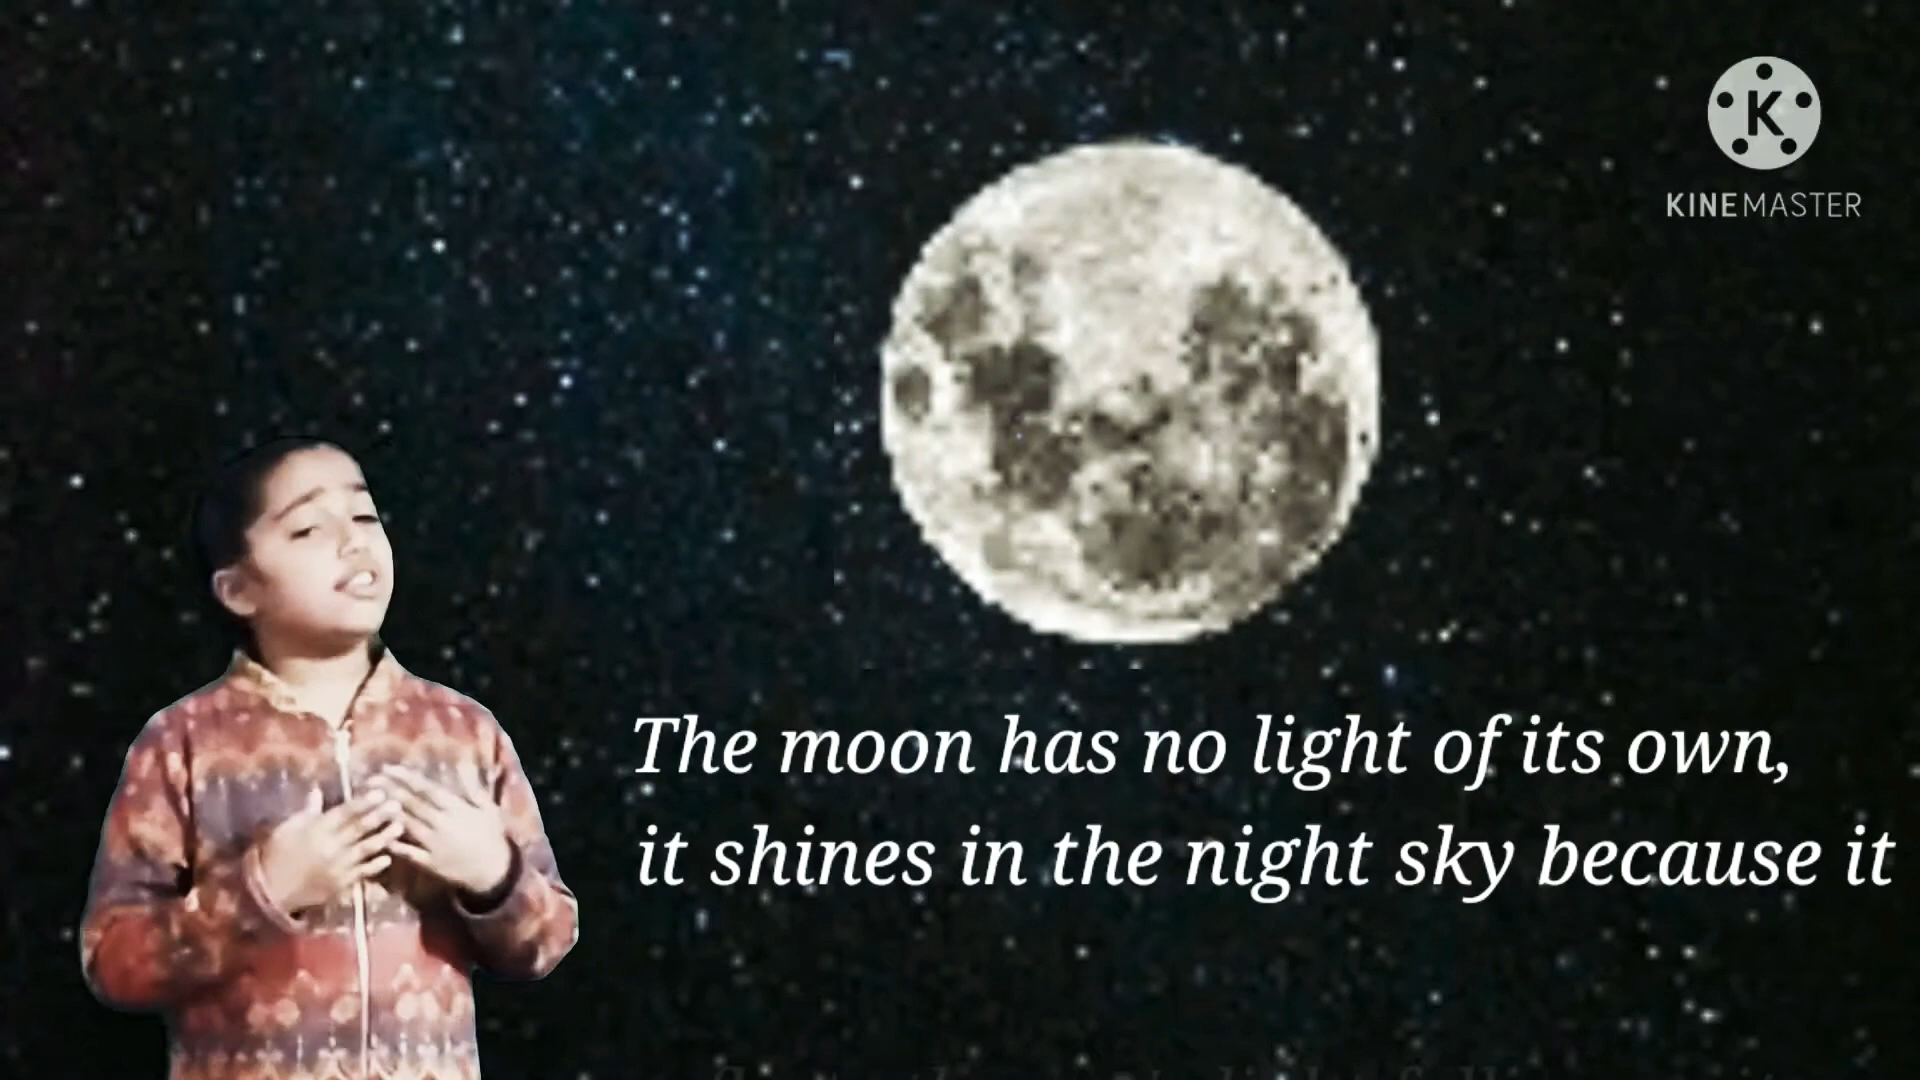 K
KINEMASTER
The moon has no light of its own,
it shines in the night sky because it